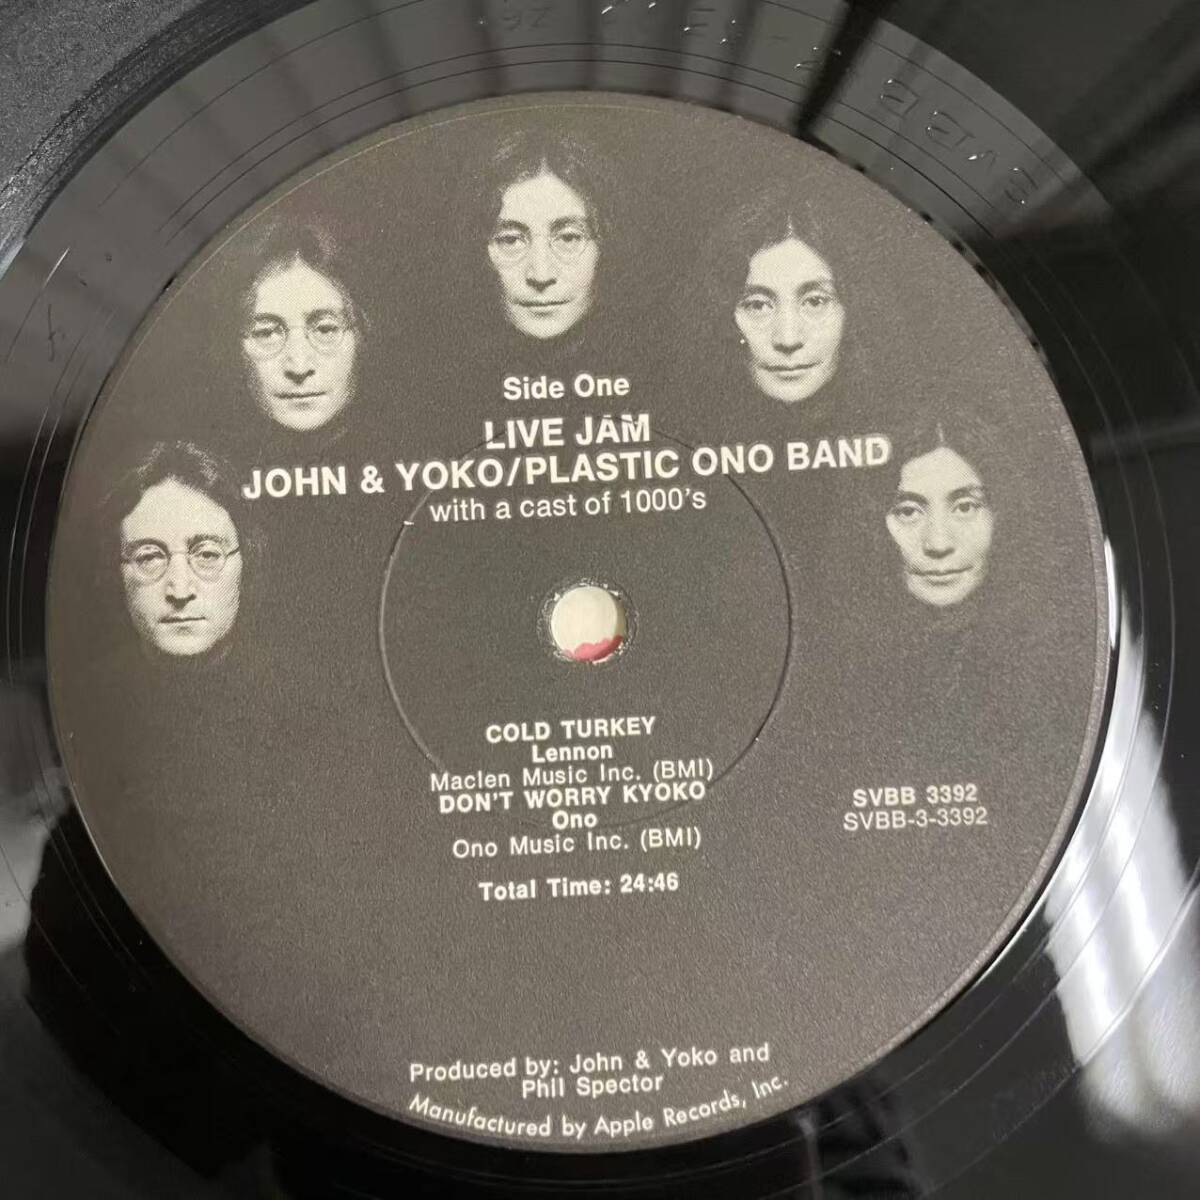 Side One
LIVE JAM
JOHN & YOKO/PLASTIC ONO BAND
with a cast of 1000's
COLD TURKEY
Lennon
Maclen Music Inc. (BMI)
DON'T WORRY KYOKO
Ono
Ono Music Inc. (BMI)
Total Time: 24:46
SVBB 3392
SVBB-3-3392
Produced by: John & Yoko and
Phil Spector
Manufactured by Apple Records, Inc.